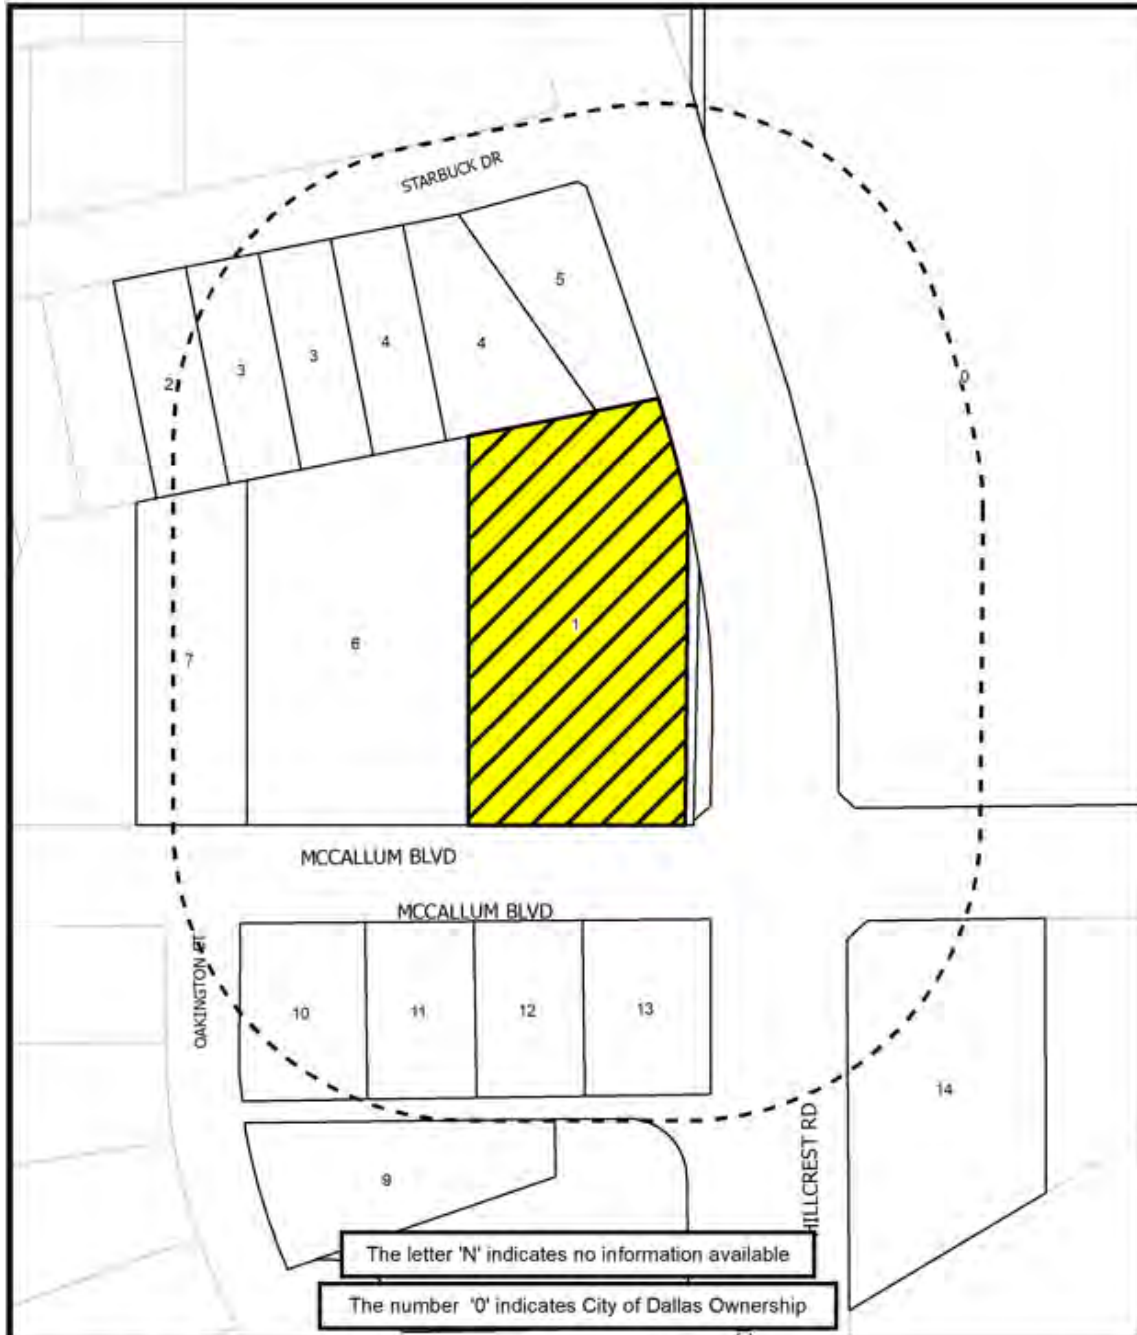 STARBUCK DR
5
4
4
3
3
2
0
1
6
7
MCCALLUM BLVD
MCCALLUM BLVD
OAKINGTON CT
10
11
12
13
14
HILLCREST RD
9
The letter 'N' indicates no information available
The number '0' indicates City of Dallas Ownership